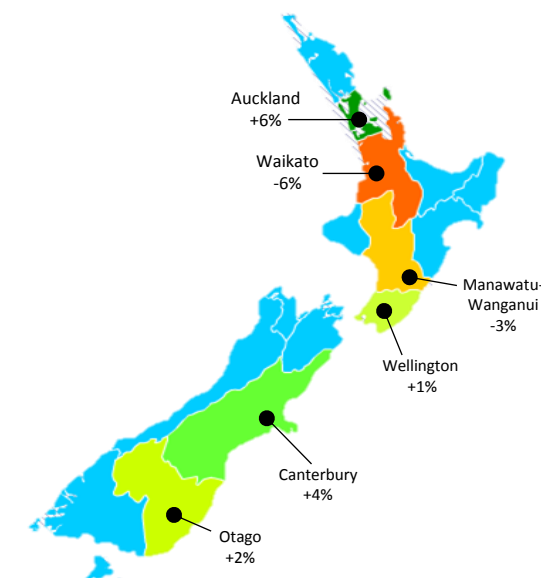 Auckland
+6%
Waikato
-6%
Manawatu-
Wanganui
-3%
Wellington
+1%
Canterbury
+4%
Otago
+2%